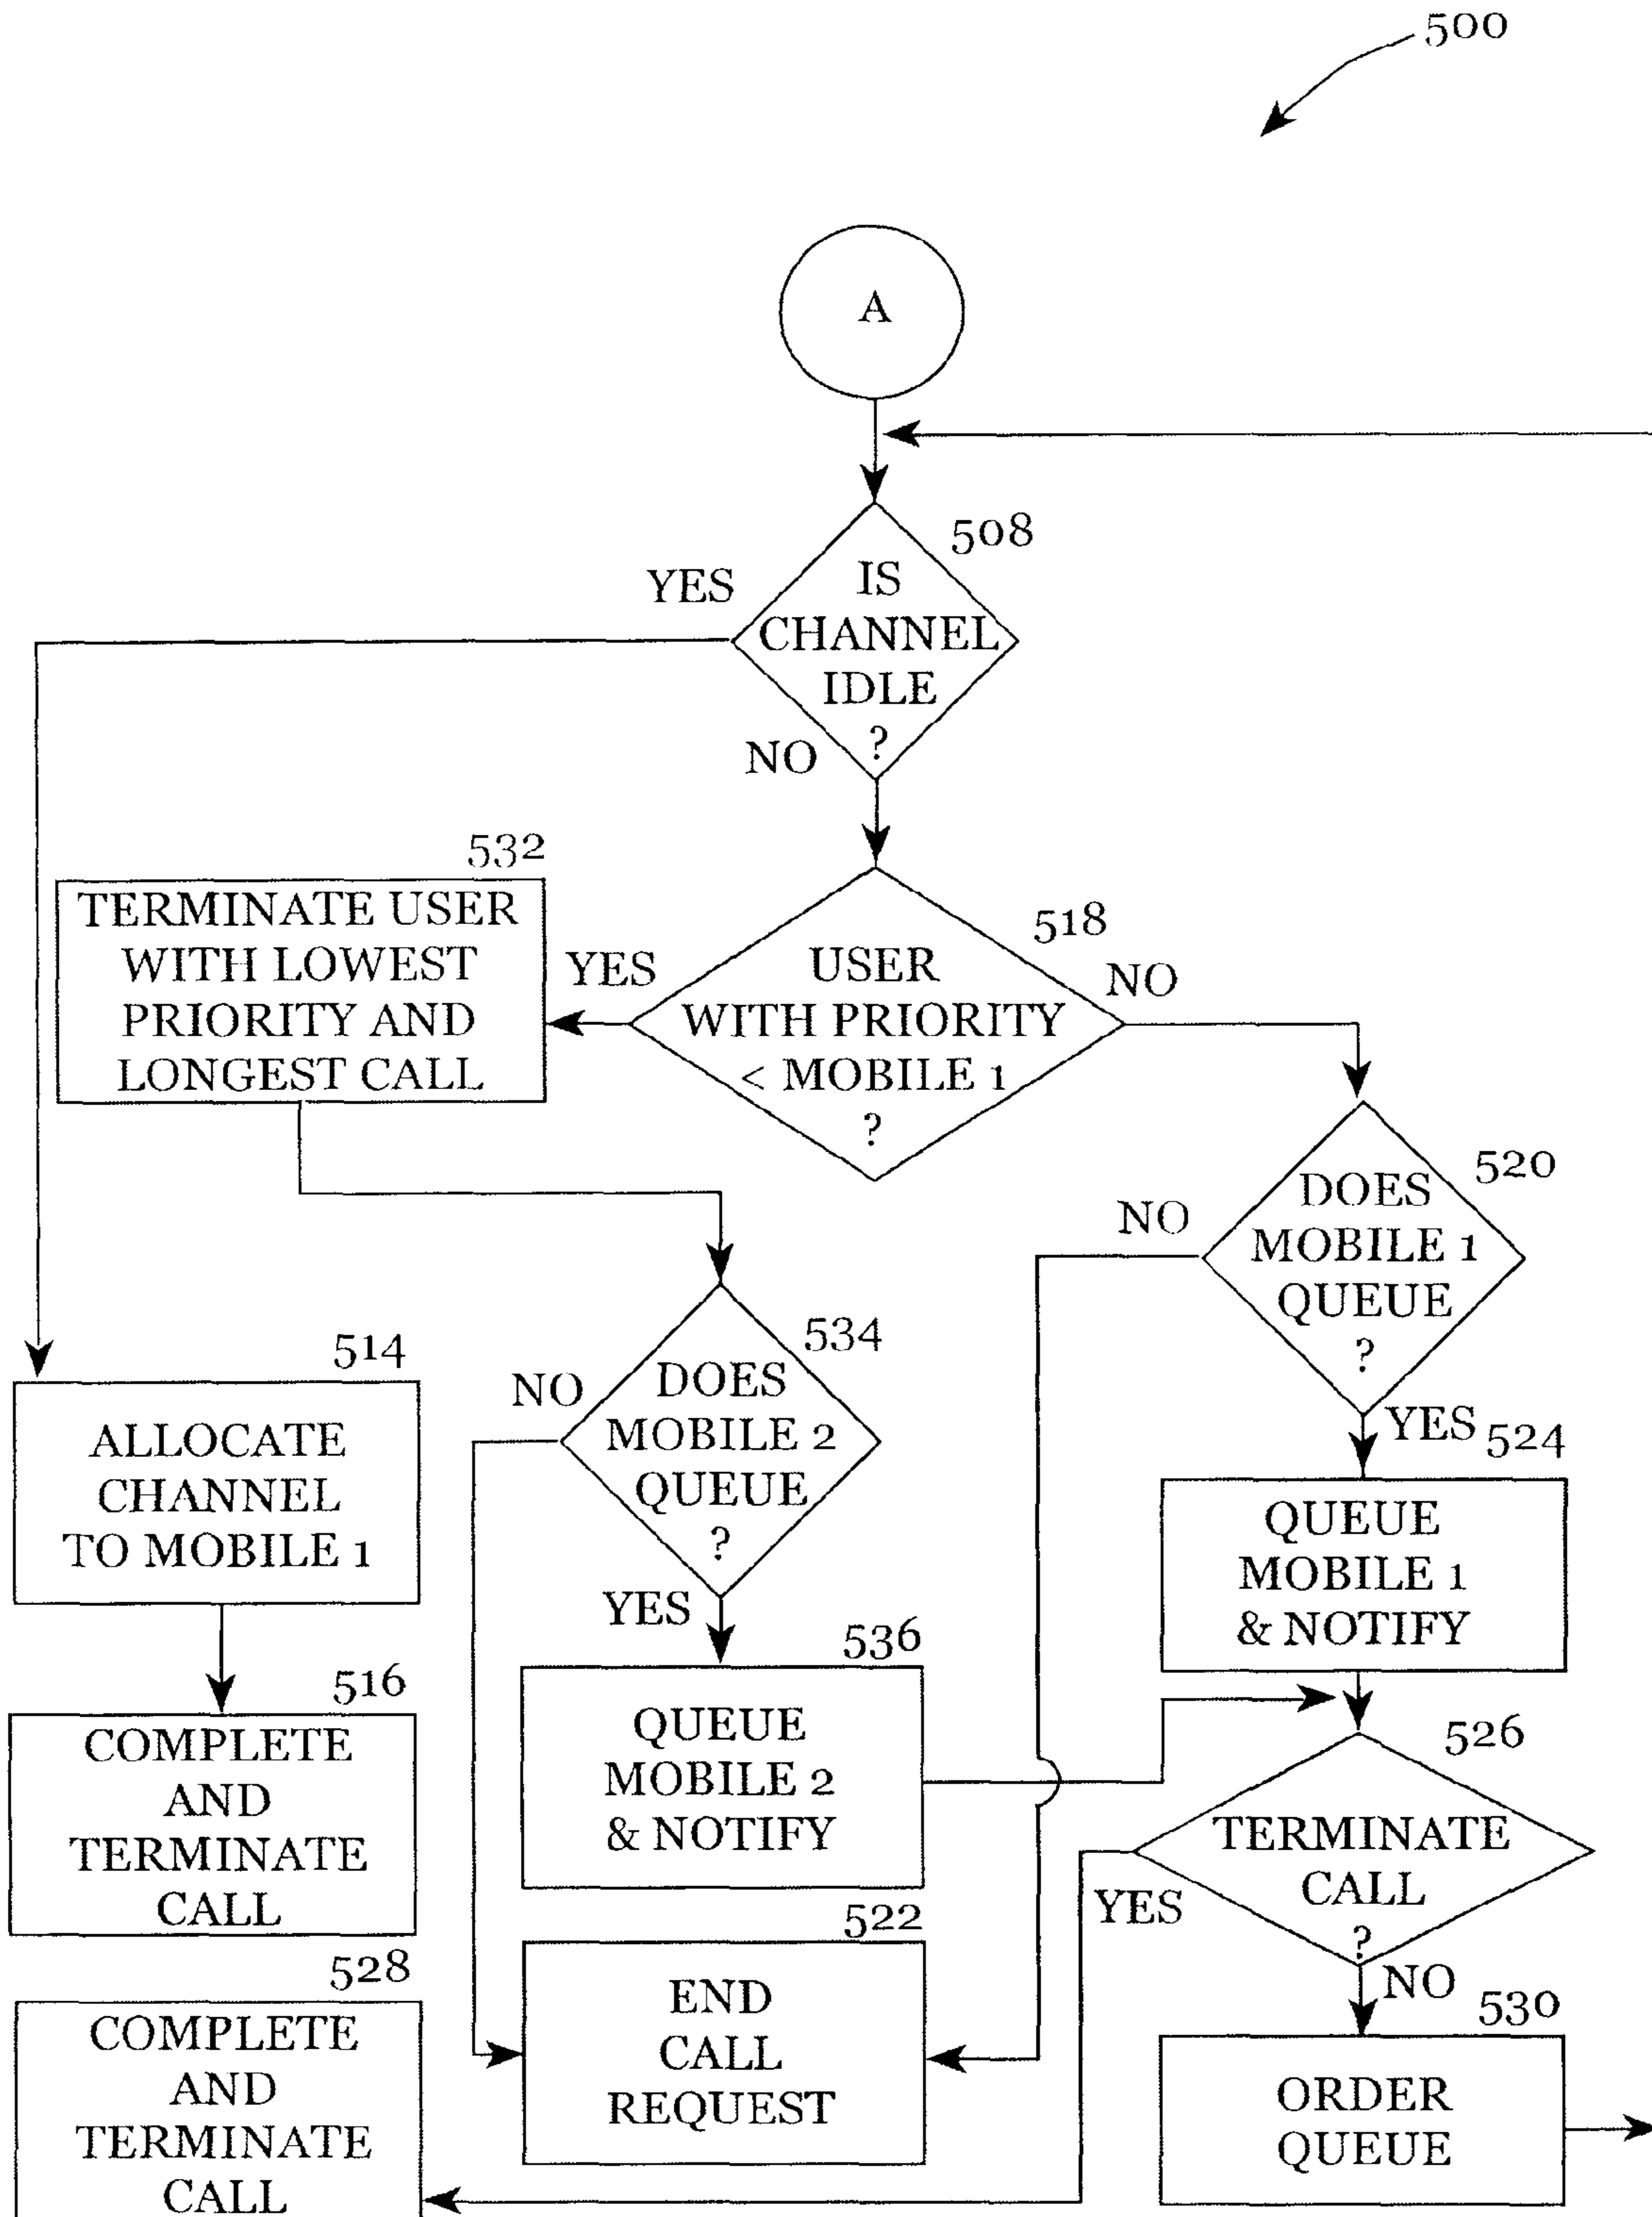 500
A
508
YES
IS
CHANNEL
IDLE
?
NO
532
TERMINATE USER
WITH LOWEST
PRIORITY AND
LONGEST CALL
YES
518
USER
WITH PRIORITY
< MOBILE 1
?
NO
520
DOES
MOBILE 1
QUEUE
?
NO
YES
534
DOES
MOBILE 2
QUEUE
?
NO
YES
514
ALLOCATE
CHANNEL
TO MOBILE 1
524
QUEUE
MOBILE 1
& NOTIFY
536
QUEUE
MOBILE 2
& NOTIFY
516
COMPLETE
AND
TERMINATE
CALL
526
TERMINATE
CALL
?
YES
NO
522
END
CALL
REQUEST
528
COMPLETE
AND
TERMINATE
CALL
530
ORDER
QUEUE